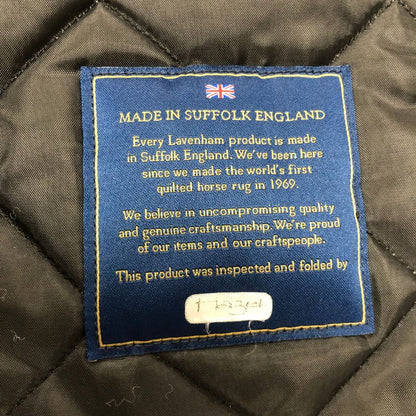 MADE IN SUFFOLK ENGLAND
Every Lavenham product is made
in Suffolk England. We've been here
since we made the world's first
quilted horse rug in 1969.
We believe in uncompromising quality
and genuine craftsmanship. We're proud
of our items and our craftspeople.
This product was inspected and folded by